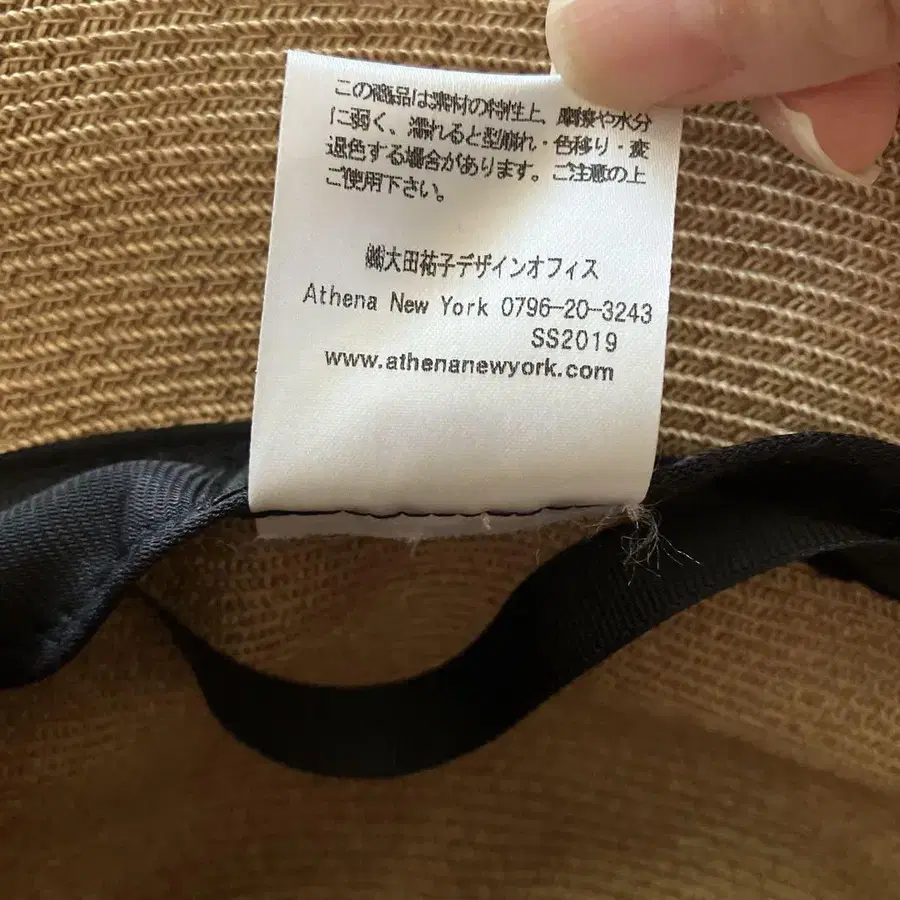 この商品は素材の特性上、摩擦や水分
に弱く、濡れると型崩れ・色移り・変
退色する場合があります。ご注意の上
ご使用下さい。
㈱大田祐子デザインオフィス
Athena New York 0796-20-3243
SS2019
www.athenanewyork.com